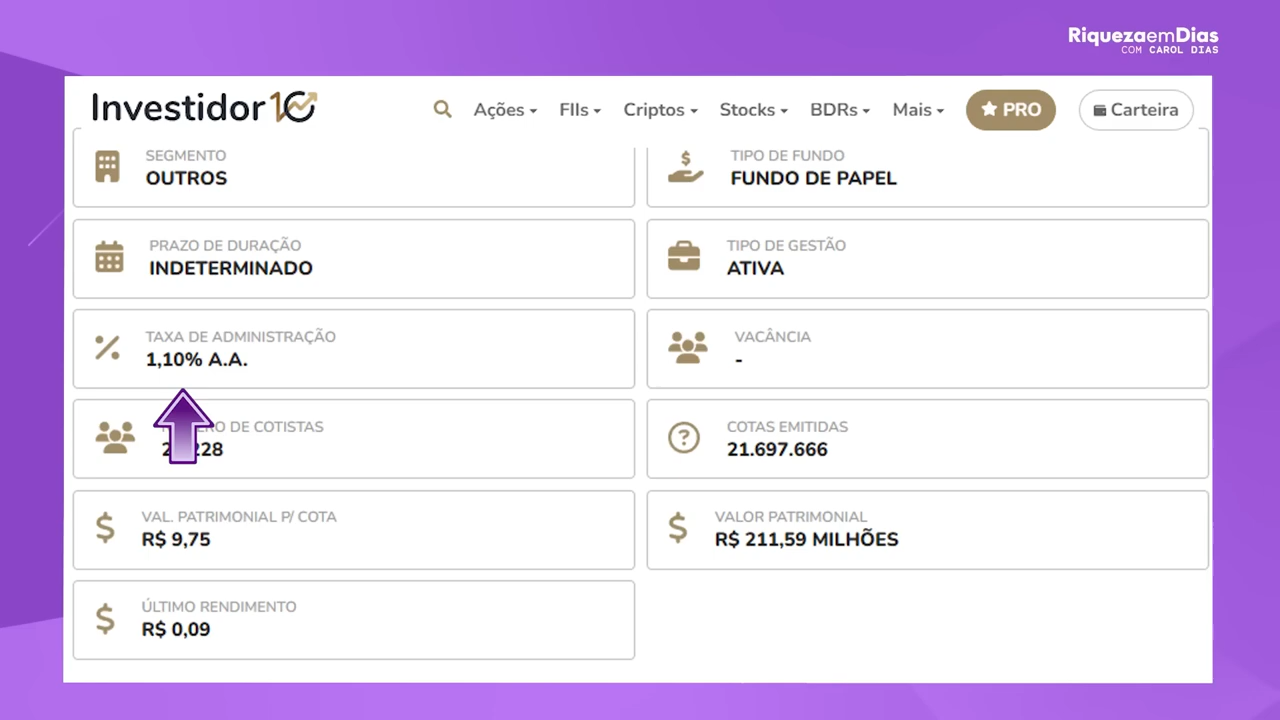 RiquezaemDias
COM CAROL DIAS
Investidor10
Ações
FIIs
Criptos
Stocks
BDRs
Mais
PRO
Carteira
SEGMENTO
OUTROS
TIPO DE FUNDO
FUNDO DE PAPEL
PRAZO DE DURAÇÃO
INDETERMINADO
TIPO DE GESTÃO
ATIVA
TAXA DE ADMINISTRAÇÃO
1,10% A.A.
VACÂNCIA
-
DE COTISTAS
COTAS EMITIDAS
21.697.666
VAL. PATRIMONIAL P/ COTA
R$ 9,75
VALOR PATRIMONIAL
R$ 211,59 MILHÕES
ÚLTIMO RENDIMENTO
R$ 0,09